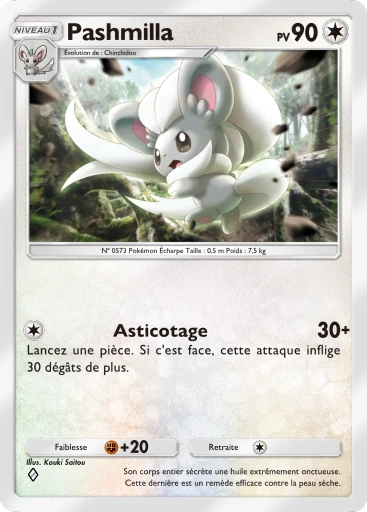 NIVEAU 1
Pashmilla
PV 90
Évolution de : Chinchidou
N° 0573 Pokémon Écharpe Taille : 0,5 m Poids : 7,5 kg
Asticotage 30+
Lancez une pièce. Si c'est face, cette attaque inflige
30 dégâts de plus.
Faiblesse +20 Retraite
Illus. Kouki Saitou
Son corps entier sécrète une huile extrêmement onctueuse.
Cette dernière est un remède efficace contre la peau sèche.